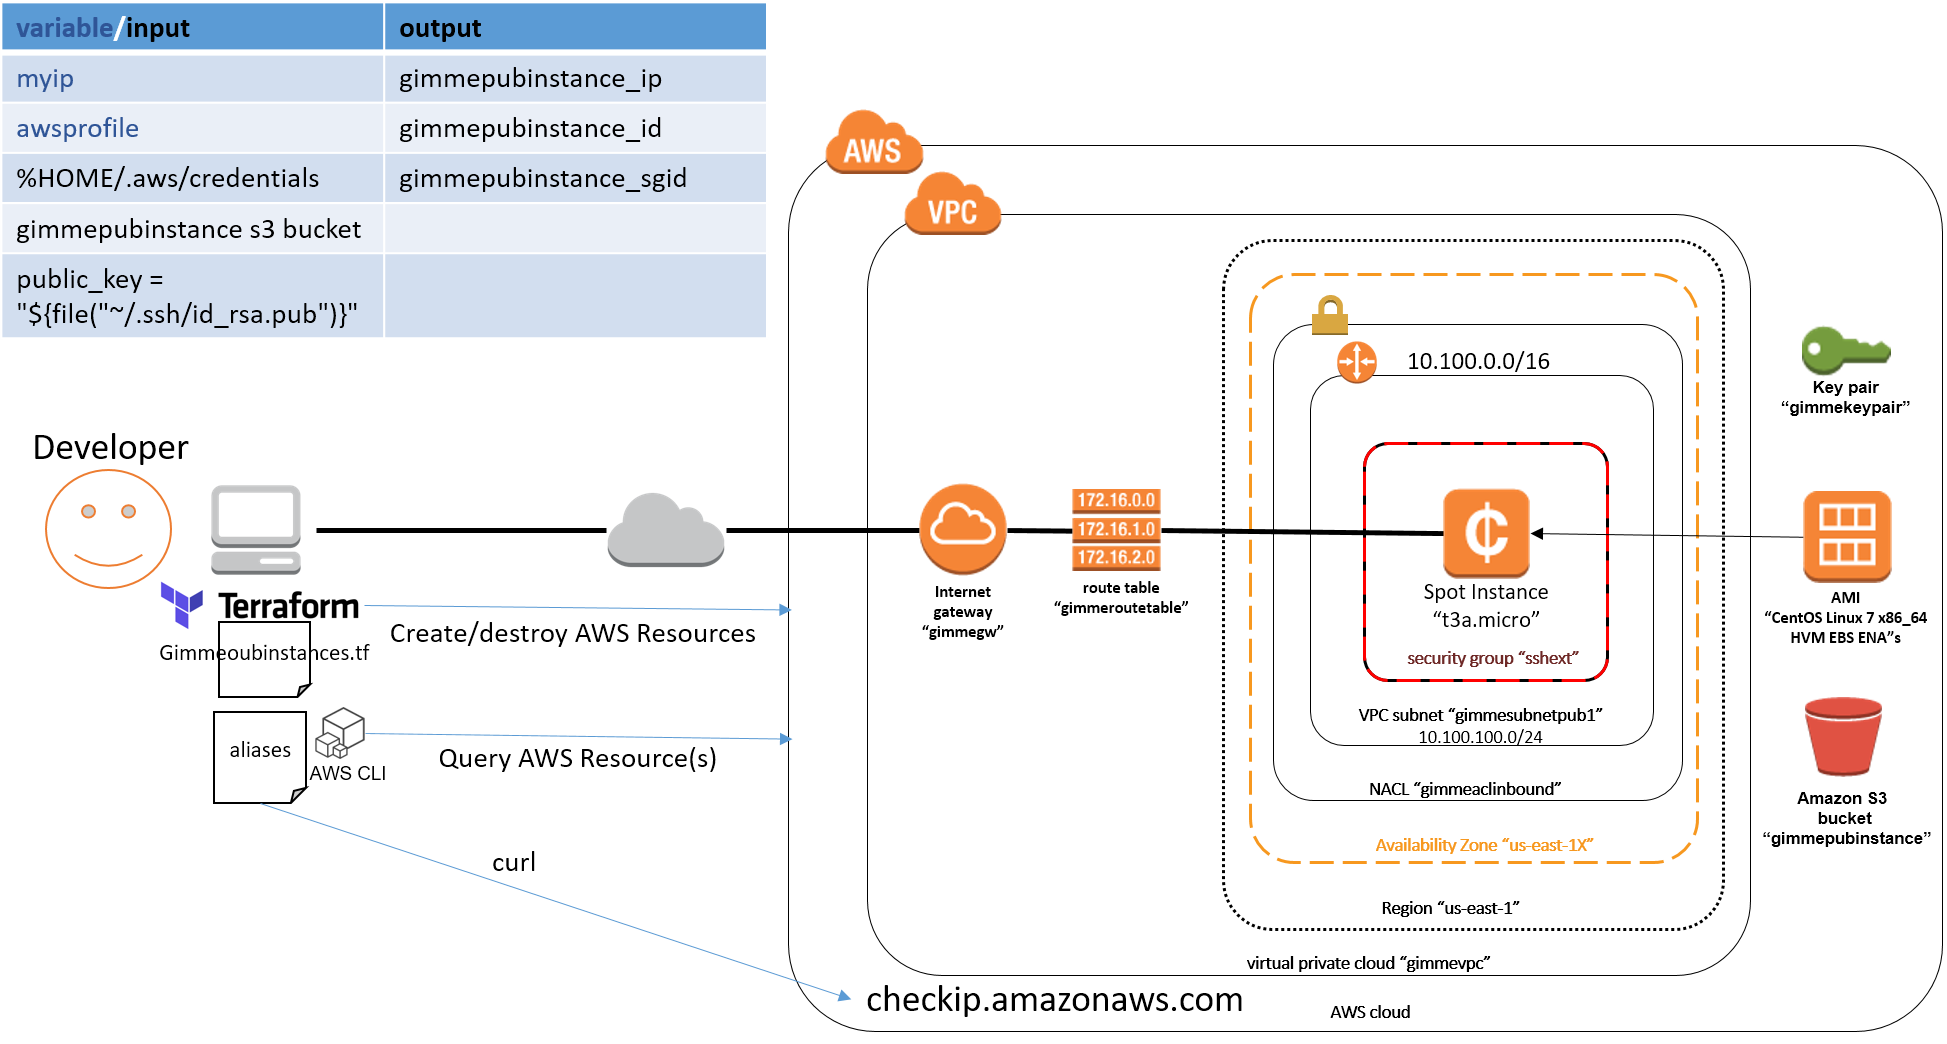 variable/input
output
myip
gimmepubinstance_ip
awsprofile
gimmepubinstance_id
%HOME/.aws/credentials
gimmepubinstance_sgid
gimmepubinstance s3 bucket
public_key =
"${file("~/.ssh/id_rsa.pub")}"
AWS
VPC
10.100.0.0/16
Key pair
“gimmekeypair”
Developer
172.16.0.0
172.16.1.0
172.16.2.0
Internet
gateway
“gimmegw”
route table
“gimmeroutetable”
Spot Instance
“t3a.micro”
security group “sshext”
AMI
“CentOS Linux 7 x86_64
HVM EBS ENA”s
Terraform
Create/destroy AWS Resources
Gimmeoubinstances.tf
VPC subnet “gimmesubnetpub1”
10.100.100.0/24
aliases
AWS CLI
Query AWS Resource(s)
NACL “gimmeaclinbound”
Amazon S3
bucket
“gimmepubinstance”
Availability Zone “us-east-1X”
curl
Region “us-east-1”
virtual private cloud “gimmevpc”
checkip.amazonaws.com
AWS cloud